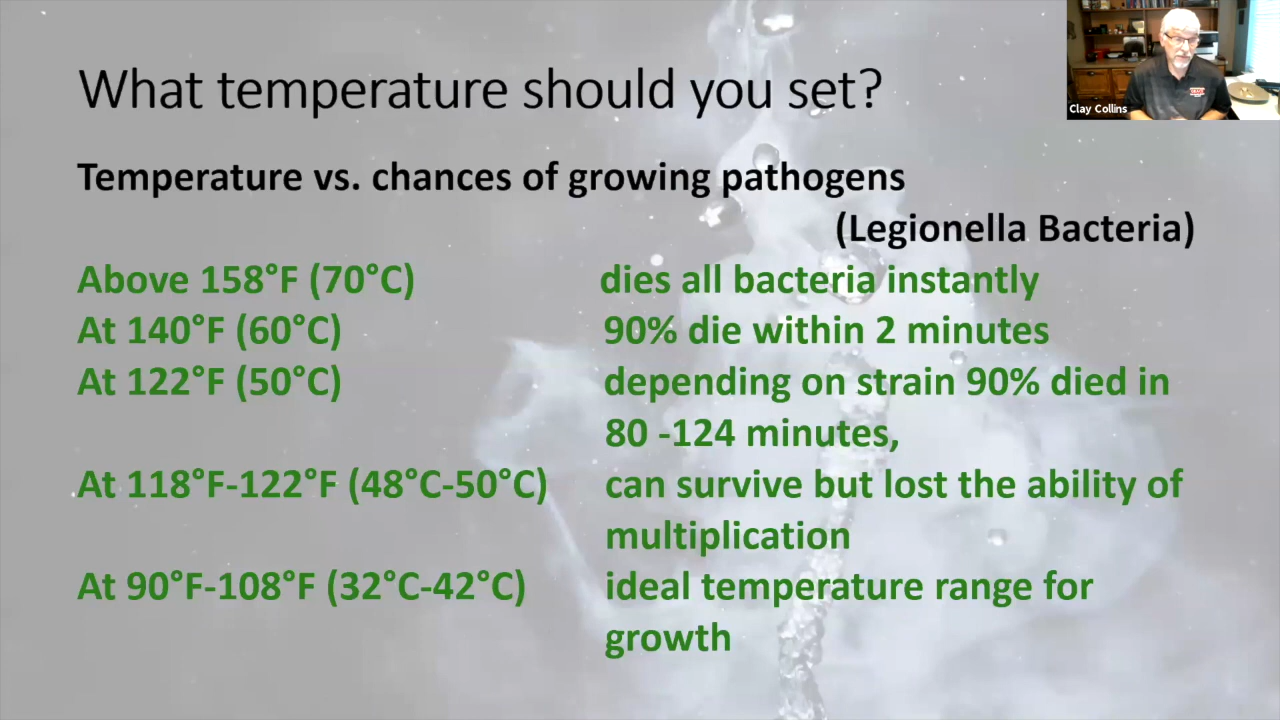 What temperature should you set?
Clay Collins
Temperature vs. chances of growing pathogens
(Legionella Bacteria)
Above 158°F (70°C) dies all bacteria instantly
At 140°F (60°C) 90% die within 2 minutes
At 122°F (50°C) depending on strain 90% died in
80 -124 minutes,
At 118°F-122°F (48°C-50°C) can survive but lost the ability of
multiplication
At 90°F-108°F (32°C-42°C) ideal temperature range for
growth